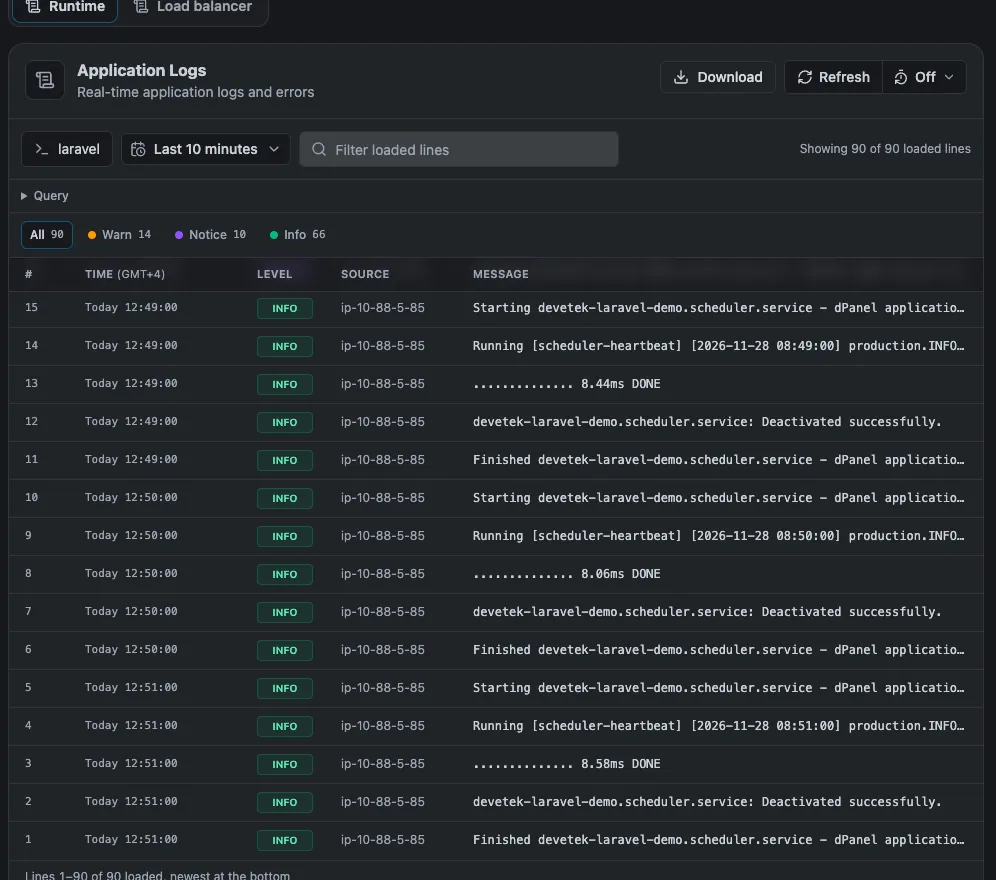 Runtime Load balancer
Application Logs
Real-time application logs and errors
Download Refresh Off
laravel Last 10 minutes Filter loaded lines Showing 90 of 90 loaded lines
Query
All 90 Warn 14 Notice 10 Info 66
# TIME (GMT+4) LEVEL SOURCE MESSAGE
15 Today 12:49:00 INFO ip-10-88-5-85 Starting devetek-laravel-demo.scheduler.service - dPanel applicatio…
14 Today 12:49:00 INFO ip-10-88-5-85 Running [scheduler-heartbeat] [2026-11-28 08:49:00] production.INFO…
13 Today 12:49:00 INFO ip-10-88-5-85 .............. 8.44ms DONE
12 Today 12:49:00 INFO ip-10-88-5-85 devetek-laravel-demo.scheduler.service: Deactivated successfully.
11 Today 12:49:00 INFO ip-10-88-5-85 Finished devetek-laravel-demo.scheduler.service - dPanel applicatio…
10 Today 12:50:00 INFO ip-10-88-5-85 Starting devetek-laravel-demo.scheduler.service - dPanel applicatio…
9 Today 12:50:00 INFO ip-10-88-5-85 Running [scheduler-heartbeat] [2026-11-28 08:50:00] production.INFO…
8 Today 12:50:00 INFO ip-10-88-5-85 .............. 8.06ms DONE
7 Today 12:50:00 INFO ip-10-88-5-85 devetek-laravel-demo.scheduler.service: Deactivated successfully.
6 Today 12:50:00 INFO ip-10-88-5-85 Finished devetek-laravel-demo.scheduler.service - dPanel applicatio…
5 Today 12:51:00 INFO ip-10-88-5-85 Starting devetek-laravel-demo.scheduler.service - dPanel applicatio…
4 Today 12:51:00 INFO ip-10-88-5-85 Running [scheduler-heartbeat] [2026-11-28 08:51:00] production.INFO…
3 Today 12:51:00 INFO ip-10-88-5-85 .............. 8.58ms DONE
2 Today 12:51:00 INFO ip-10-88-5-85 devetek-laravel-demo.scheduler.service: Deactivated successfully.
1 Today 12:51:00 INFO ip-10-88-5-85 Finished devetek-laravel-demo.scheduler.service - dPanel applicatio…
Lines 1–90 of 90 loaded, newest at the bottom